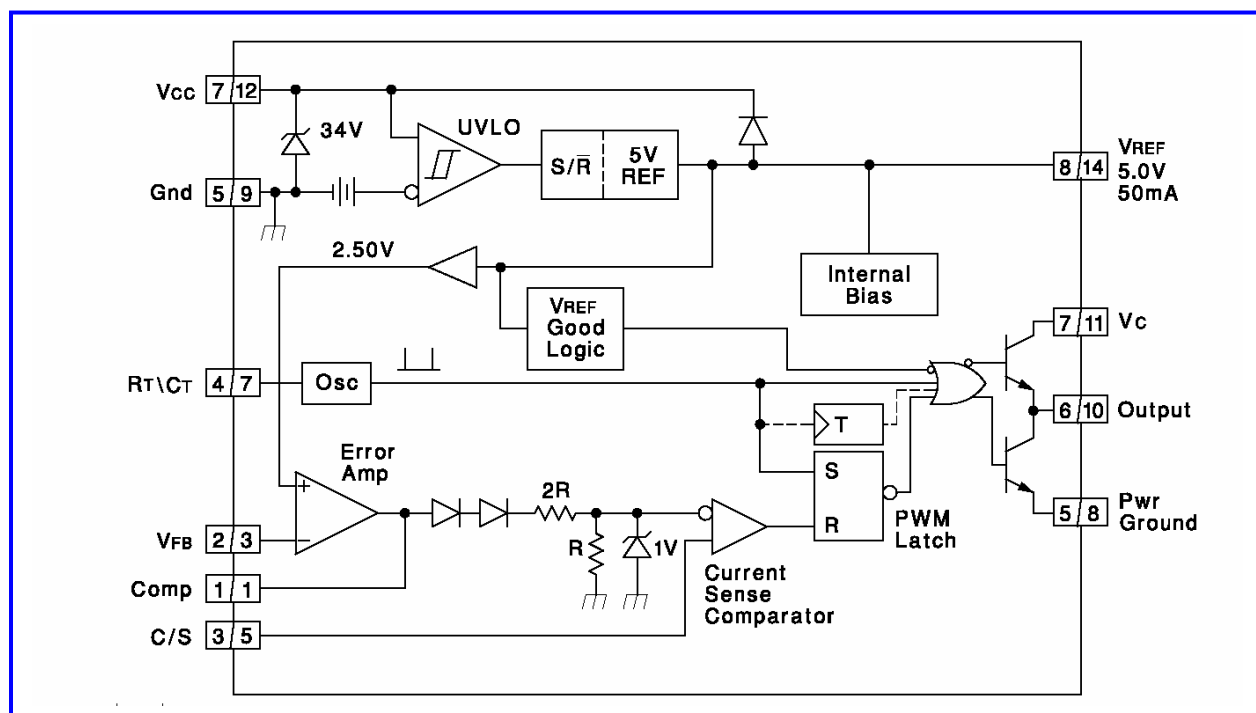 Vcc 7 12
34V
UVLO
S/R̅
5V
REF
8 14
VREF
5.0V
50mA
Gnd 5 9
2.50V
Internal
Bias
VREF
Good
Logic
7 11 Vc
RT\CT 4 7
Osc
T
6 10 Output
Error
Amp
+
−
2R
S
R
PWM
Latch
5 8
Pwr
Ground
VFB 2 3
R
1V
Comp 1 1
Current
Sense
Comparator
C/S 3 5